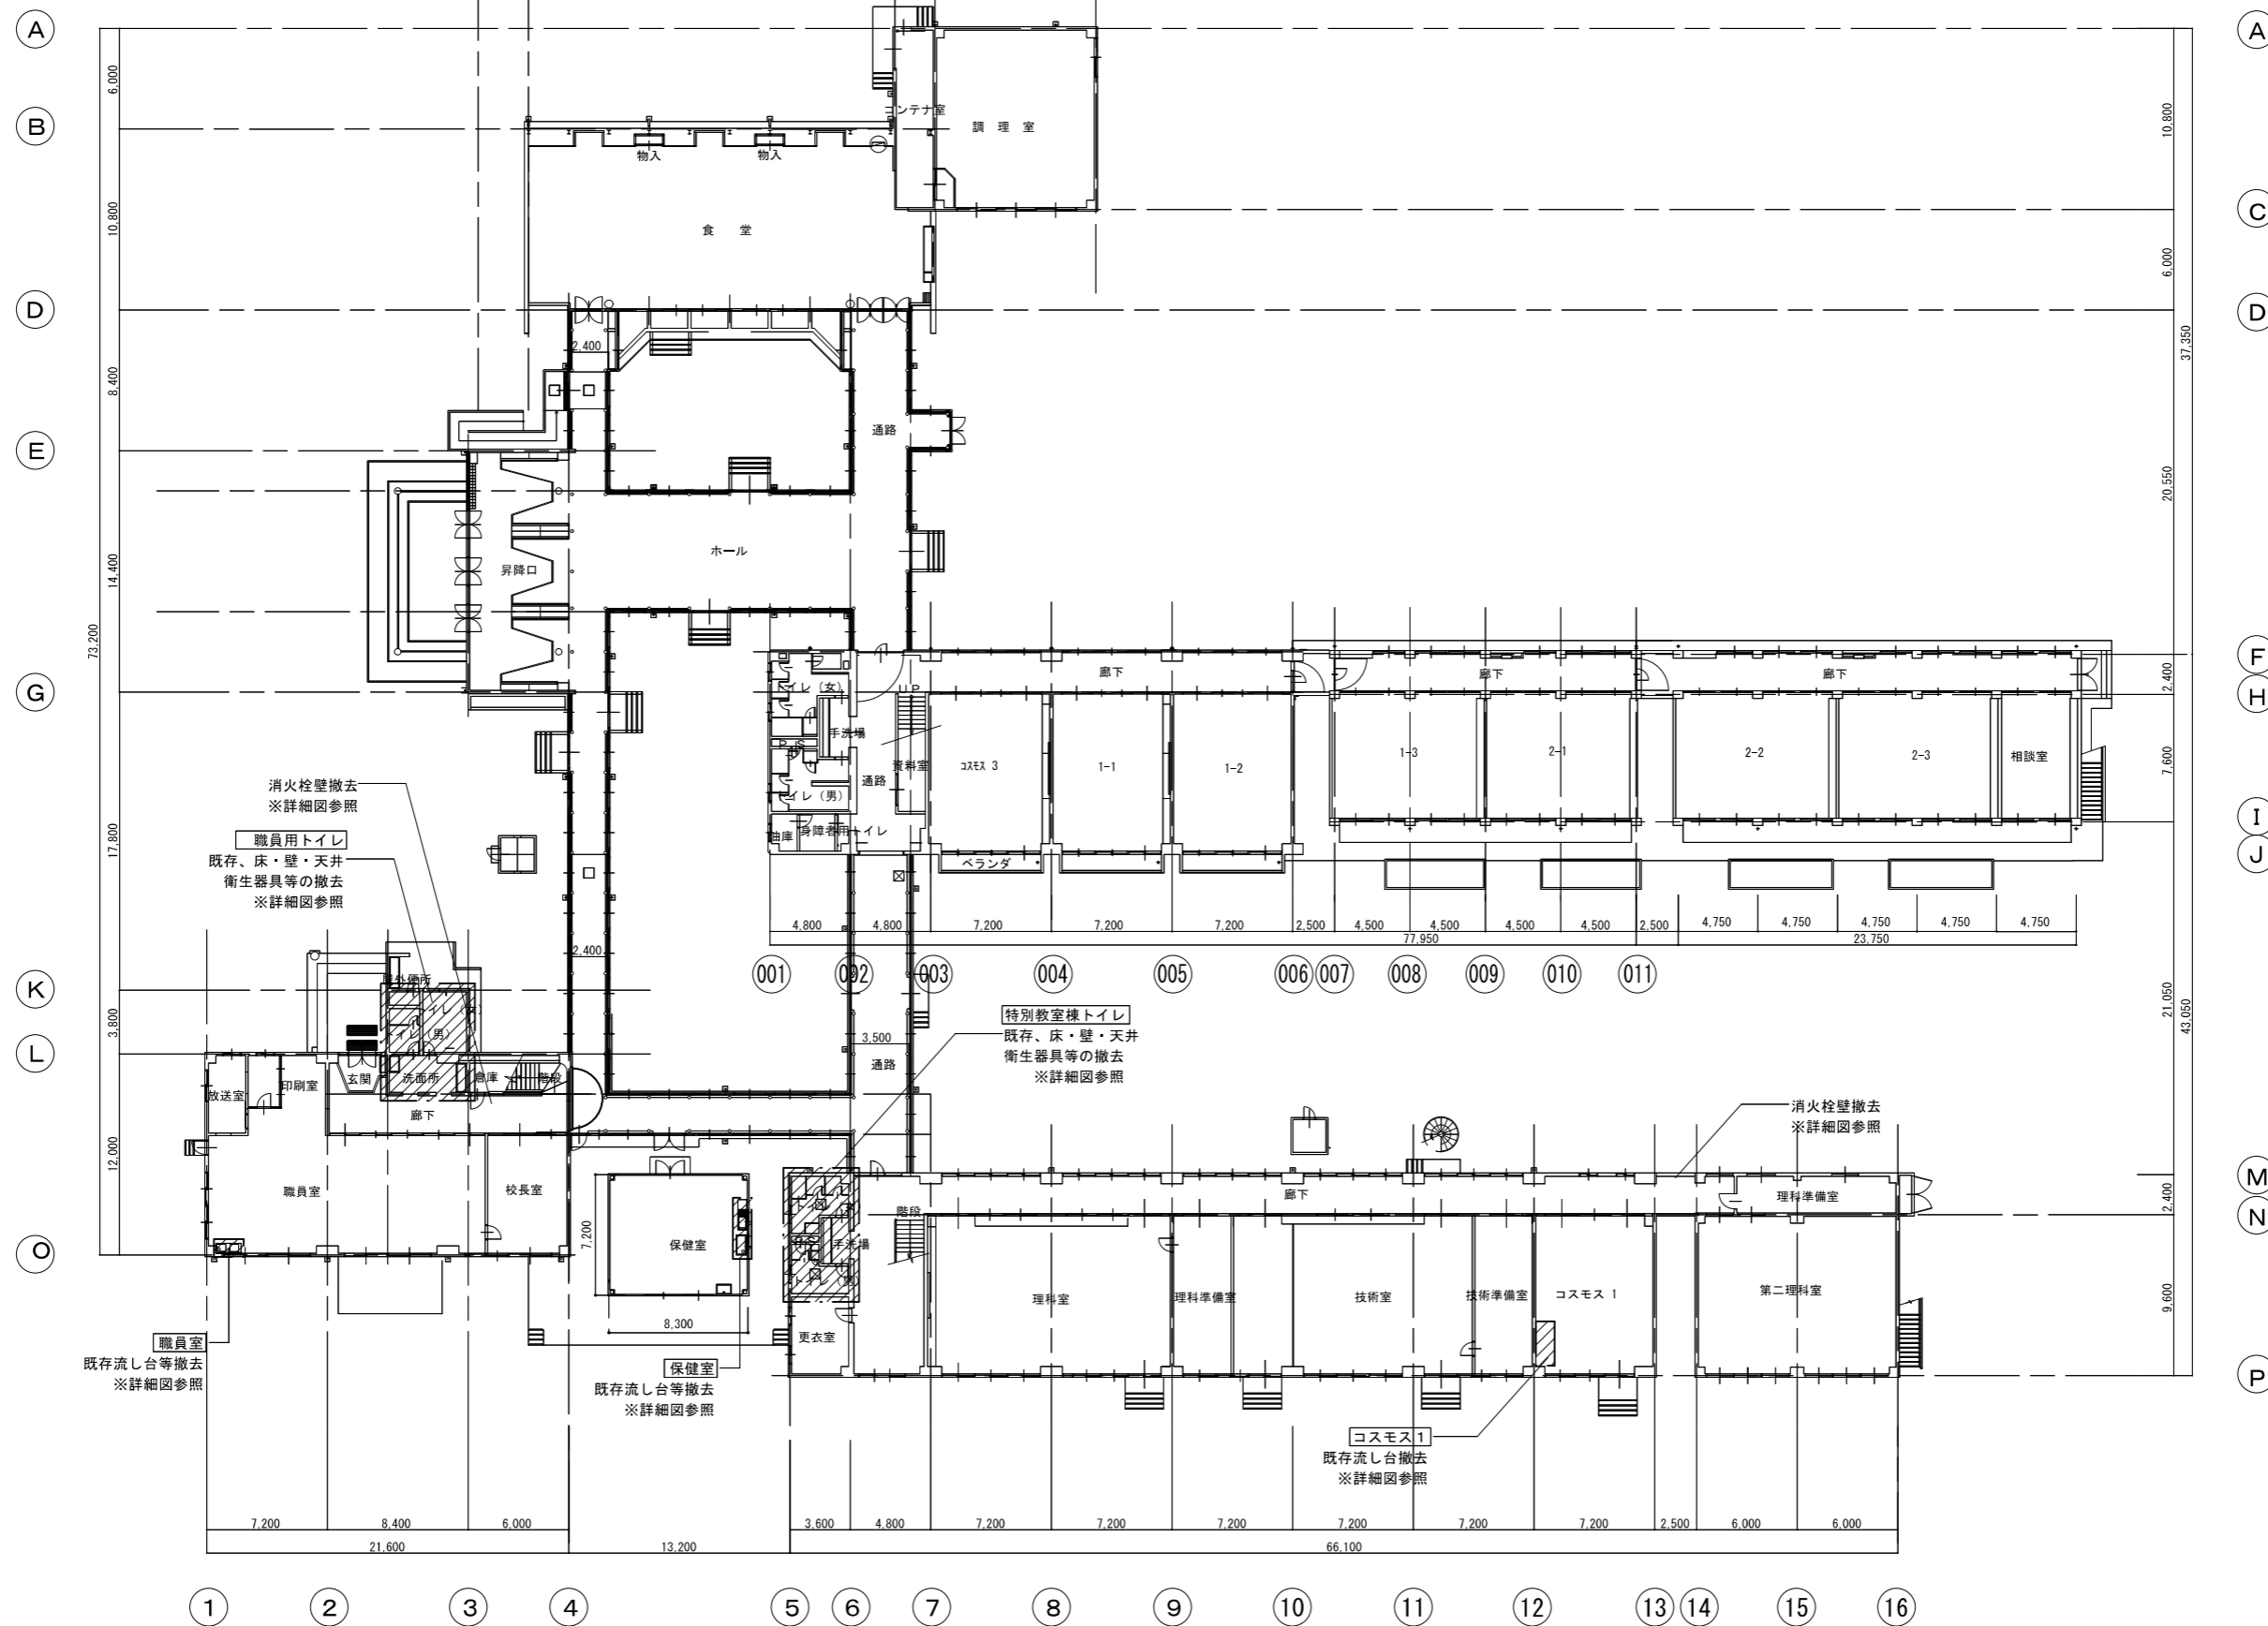 A
A
6,000
コンテナ室
調 理 室
B
10,800
物入
物入
C
10,800
食 堂
6,000
D
D
2,400
37,350
8,400
通路
E
20,550
ホール
14,400
昇降口
73,200
F
廊下
廊下
廊下
2,400
トイレ（女）
UP
G
H
手洗場
PS
1-3
2-1
2-2
2-3
相談室
7,600
資料室
コスモス 3
1-1
1-2
通路
消火栓壁撤去
※詳細図参照
トイレ（男）
I
17,800
職員用トイレ
油庫
身障者用トイレ
既存、床・壁・天井
ベランダ
J
衛生器具等の撤去
※詳細図参照
4,800
4,800
7,200
7,200
7,200
2,500
4,500
4,500
4,500
4,500
2,500
4,750
4,750
4,750
4,750
4,750
77,950
23,750
2,400
001
002
003
004
005
006
007
008
009
010
011
屋外便所
K
特別教室棟トイレ
21,050
43,050
トイレ（男）
3,800
3,500
既存、床・壁・天井
衛生器具等の撤去
※詳細図参照
L
通路
放送室
印刷室
玄関
洗面所
倉庫
階段
廊下
消火栓壁撤去
※詳細図参照
12,000
M
職員室
校長室
廊下
理科準備室
2,400
階段
N
7,200
保健室
手洗場
O
理科室
理科準備室
技術室
技術準備室
コスモス 1
第二理科室
9,600
8,300
更衣室
職員室
既存流し台等撤去
※詳細図参照
保健室
既存流し台等撤去
※詳細図参照
P
コスモス1
既存流し台撤去
※詳細図参照
7,200
8,400
6,000
3,600
4,800
7,200
7,200
7,200
7,200
7,200
7,200
2,500
6,000
6,000
21,600
13,200
66,100
1
2
3
4
5
6
7
8
9
10
11
12
13
14
15
16